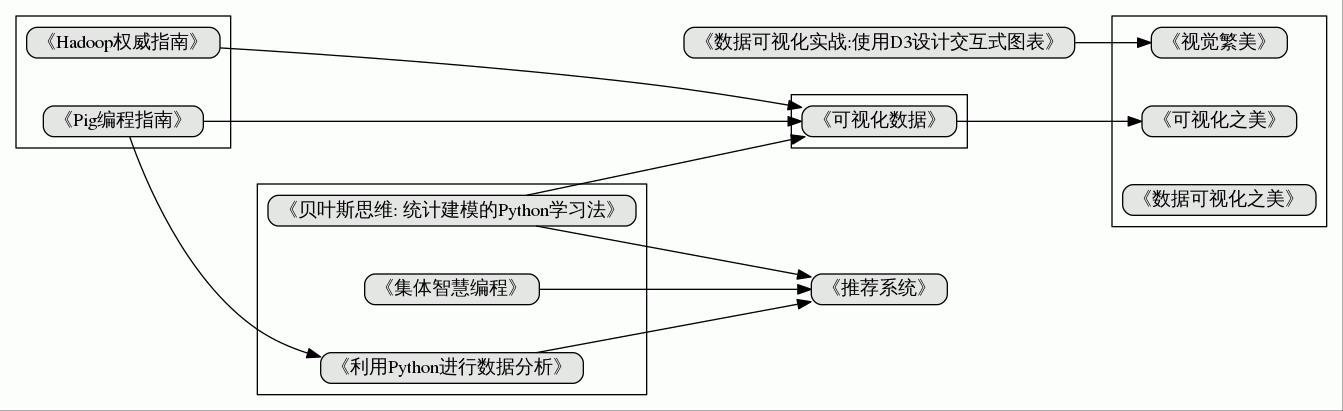 《Hadoop权威指南》
《数据可视化实战:使用D3设计交互式图表》
《视觉繁美》
《Pig编程指南》
《可视化数据》
《可视化之美》
《贝叶斯思维: 统计建模的Python学习法》
《数据可视化之美》
《集体智慧编程》
《推荐系统》
《利用Python进行数据分析》